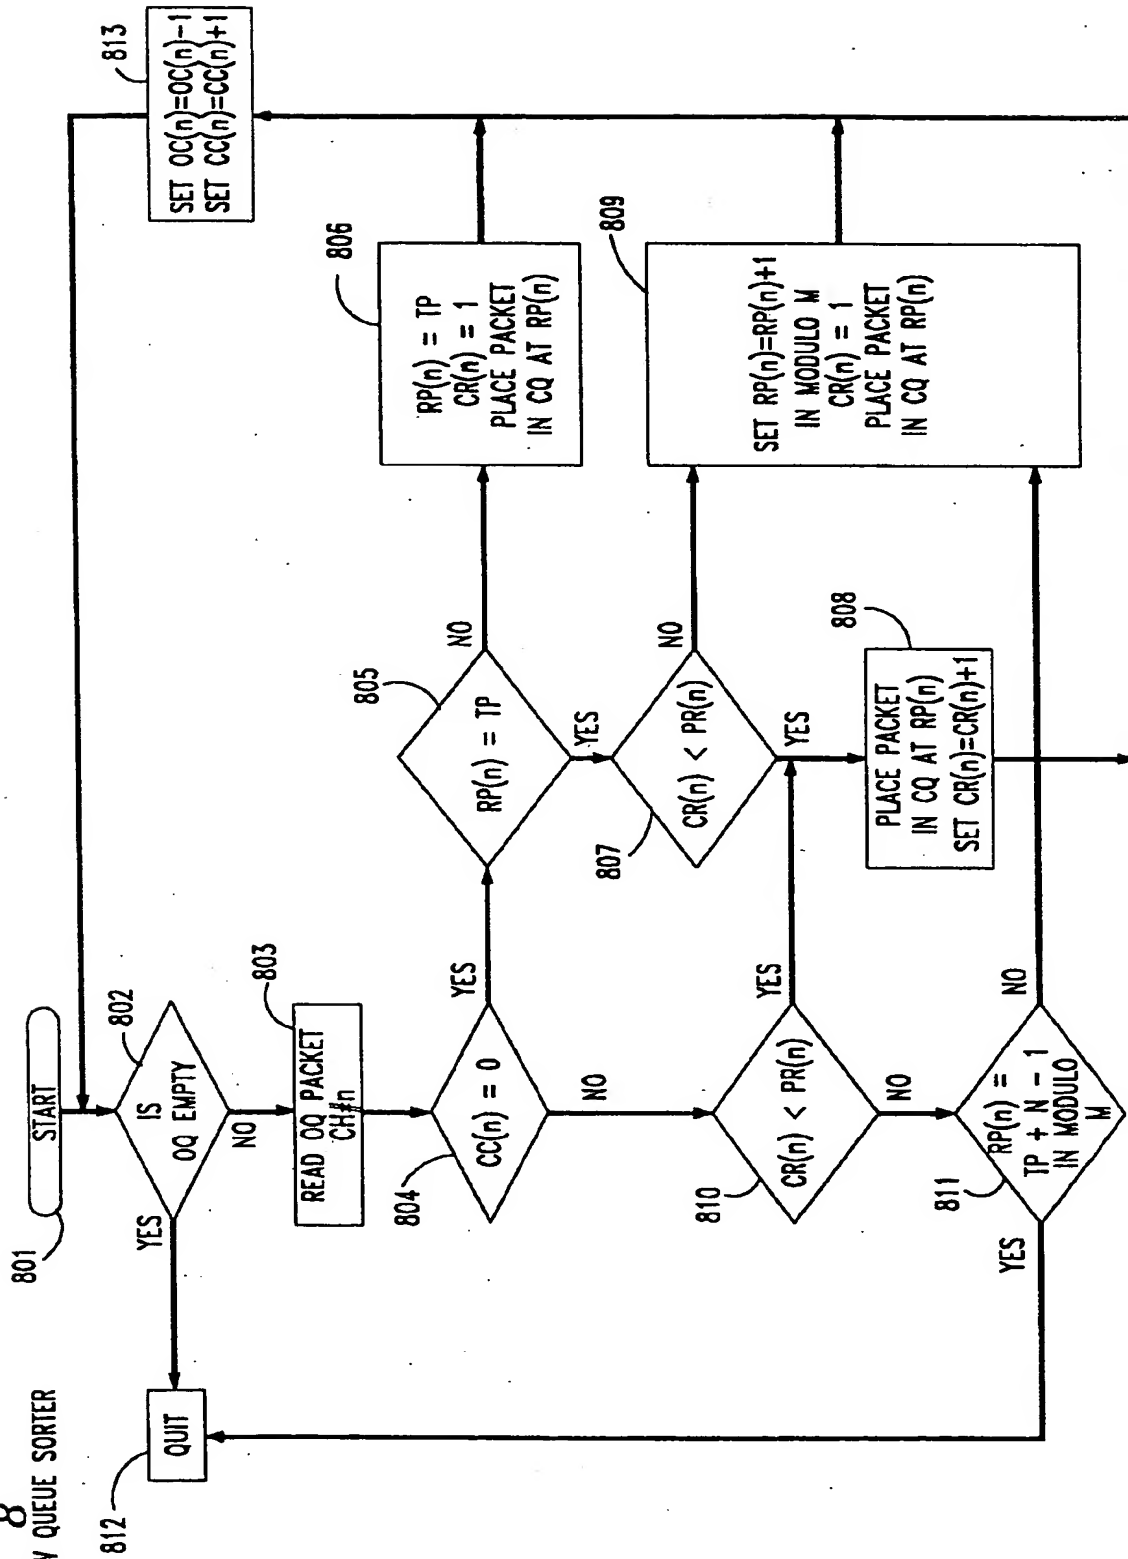 8
QUEUE SORTER
801
START
802
IS
OQ EMPTY
YES
NO
812
QUIT
803
READ OQ PACKET
CH#n
804
CC(n) = 0
YES
NO
805
RP(n) = TP
NO
YES
806
RP(n) = TP
CR(n) = 1
PLACE PACKET
IN CQ AT RP(n)
813
SET OC(n)=OC(n)-1
SET CC(n)=CC(n)+1
807
CR(n) < PR(n)
NO
YES
809
SET RP(n)=RP(n)+1
IN MODULO M
CR(n) = 1
PLACE PACKET
IN CQ AT RP(n)
810
CR(n) < PR(n)
YES
NO
808
PLACE PACKET
IN CQ AT RP(n)
SET CR(n)=CR(n)+1
811
RP(n) =
TP + N - 1
IN MODULO
M
YES
NO